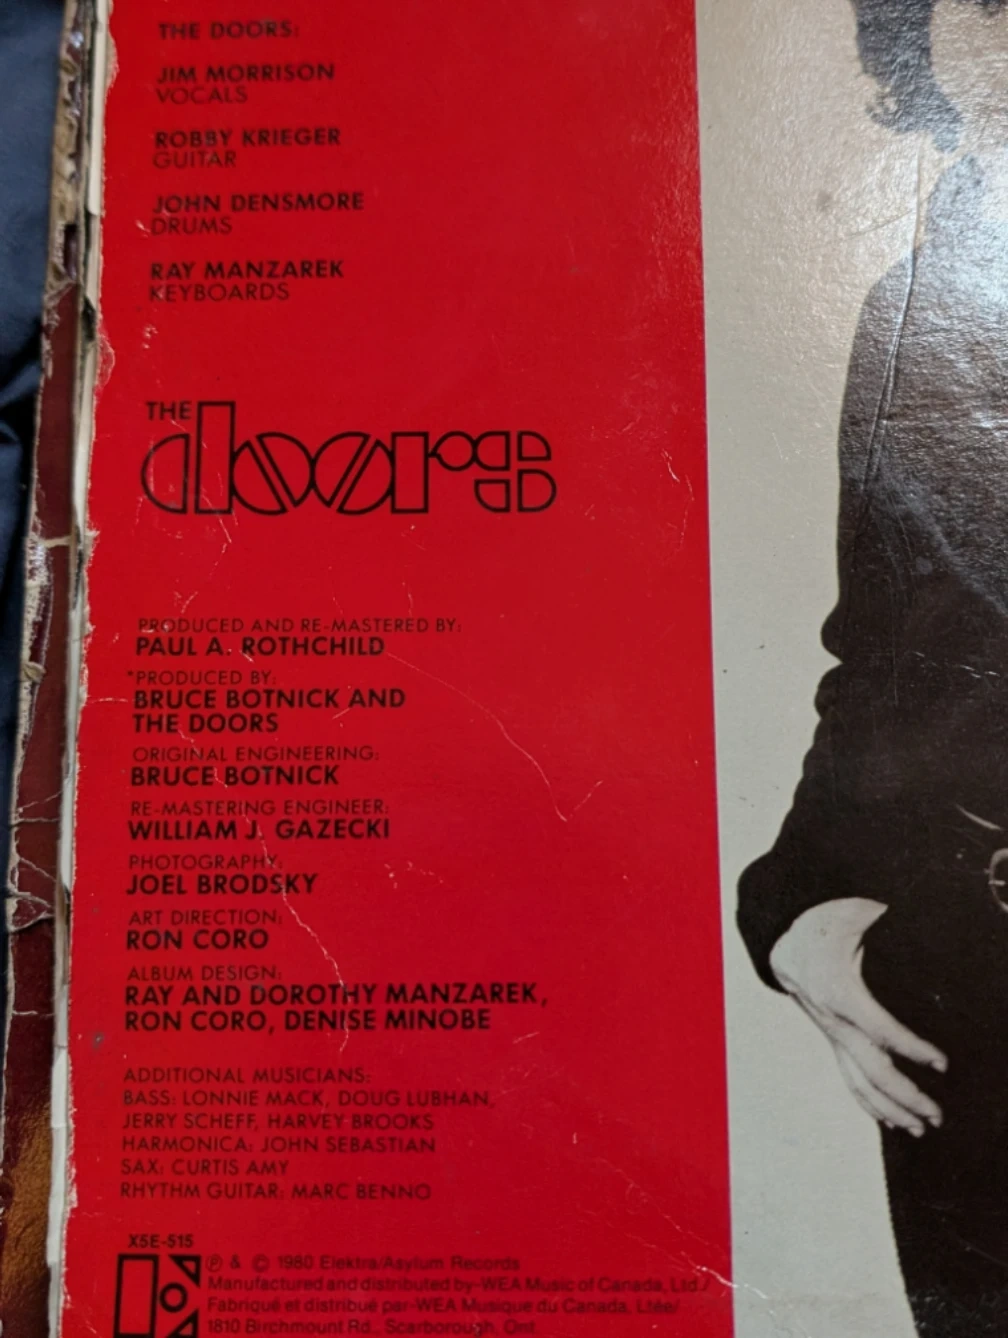 THE DOORS:
JIM MORRISON
VOCALS
ROBBY KRIEGER
GUITAR
JOHN DENSMORE
DRUMS
RAY MANZAREK
KEYBOARDS
THE
doors
PRODUCED AND RE-MASTERED BY:
PAUL A. ROTHCHILD
*PRODUCED BY:
BRUCE BOTNICK AND
THE DOORS
ORIGINAL ENGINEERING:
BRUCE BOTNICK
RE-MASTERING ENGINEER:
WILLIAM J. GAZECKI
PHOTOGRAPHY:
JOEL BRODSKY
ART DIRECTION:
RON CORO
ALBUM DESIGN:
RAY AND DOROTHY MANZAREK,
RON CORO, DENISE MINOBE
ADDITIONAL MUSICIANS:
BASS: LONNIE MACK, DOUG LUBHAN,
JERRY SCHEFF, HARVEY BROOKS
HARMONICA: JOHN SEBASTIAN
SAX: CURTIS AMY
RHYTHM GUITAR: MARC BENNO
X5E-515
℗ & © 1980 Elektra/Asylum Records
Manufactured and distributed by-WEA Music of Canada, Ltd./
Fabriqué et distribué par-WEA Musique du Canada, Ltée/
1810 Birchmount Rd., Scarborough, Ont.